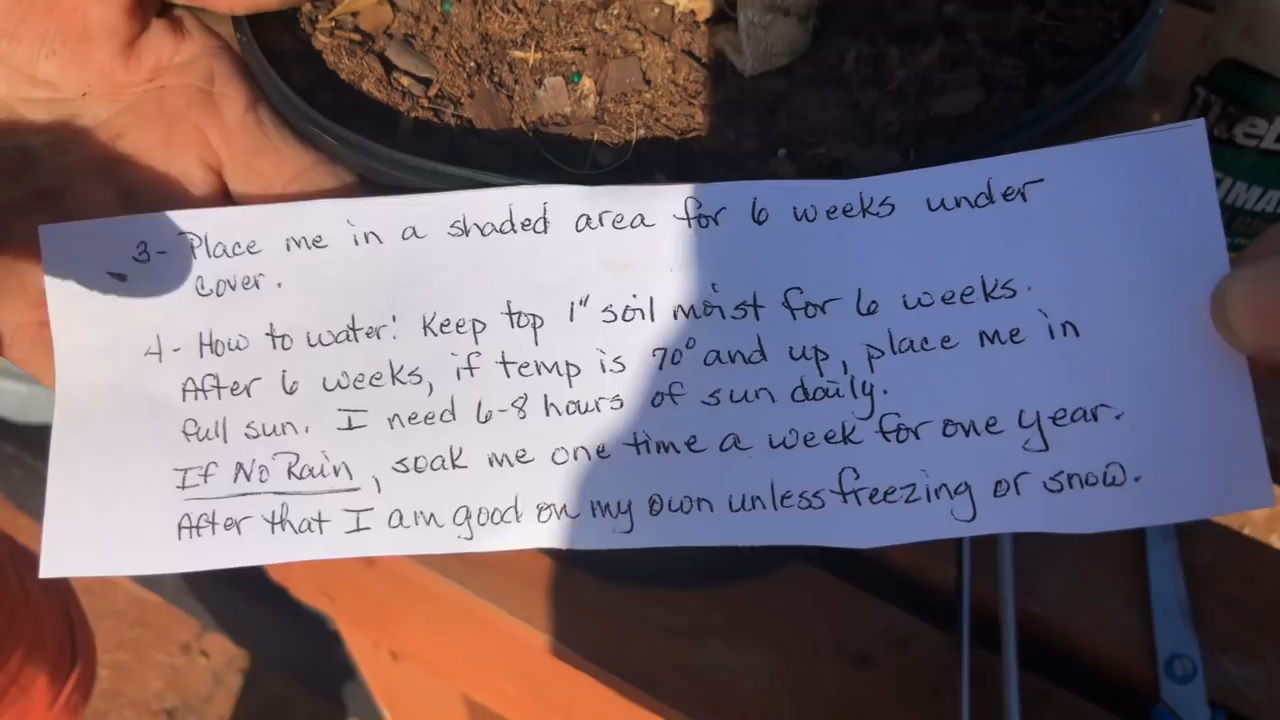 3- Place me in a shaded area for 6 weeks under
cover.
4- How to water: Keep top 1" soil moist for 6 weeks.
After 6 weeks, if temp is 70° and up, place me in
full sun. I need 6-8 hours of sun daily.
If No Rain, soak me one time a week for one year.
After that I am good on my own unless freezing or snow.